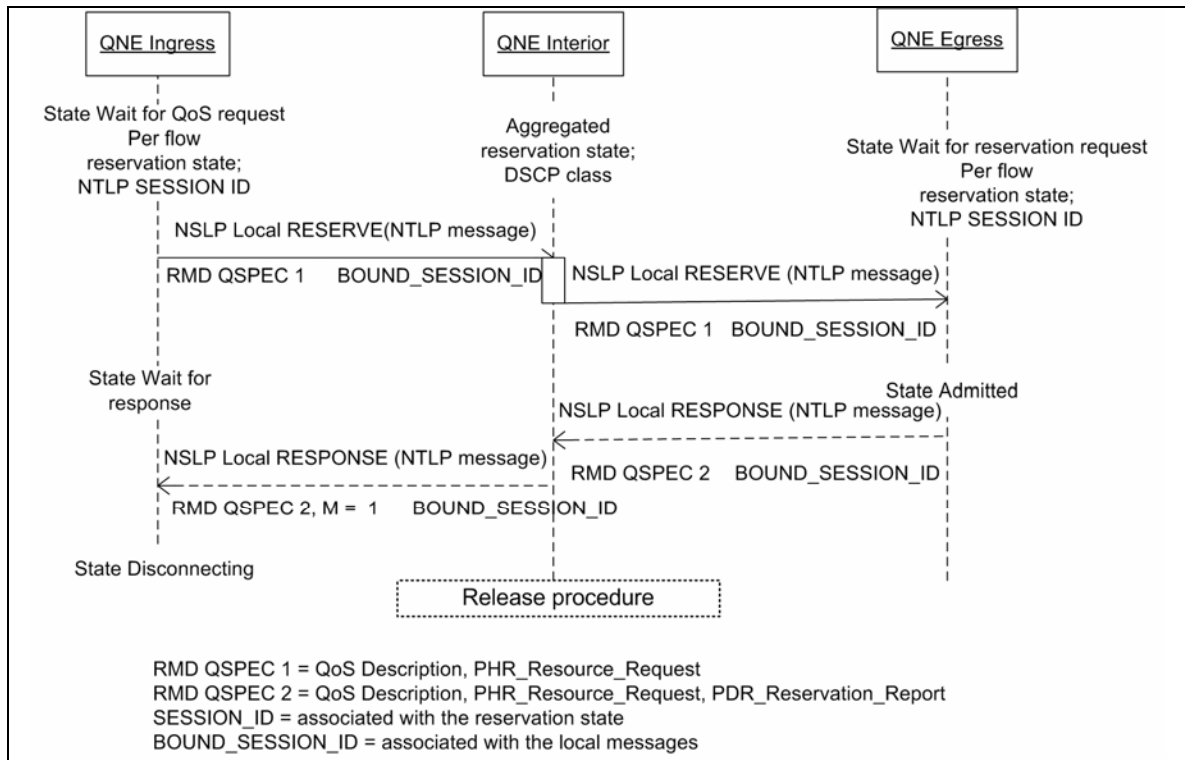 QNE Ingress
QNE Interior
QNE Egress
State Wait for QoS request
Per flow
reservation state;
NTLP SESSION ID
Aggregated
reservation state;
DSCP class
State Wait for reservation request
Per flow
reservation state;
NTLP SESSION ID
NSLP Local RESERVE(NTLP message)
RMD QSPEC 1 BOUND_SESSION_ID
NSLP Local RESERVE (NTLP message)
RMD QSPEC 1 BOUND_SESSION_ID
State Wait for
response
State Admitted
NSLP Local RESPONSE (NTLP message)
RMD QSPEC 2 BOUND_SESSION_ID
NSLP Local RESPONSE (NTLP message)
RMD QSPEC 2, M = 1 BOUND_SESSION_ID
State Disconnecting
Release procedure
RMD QSPEC 1 = QoS Description, PHR_Resource_Request
RMD QSPEC 2 = QoS Description, PHR_Resource_Request, PDR_Reservation_Report
SESSION_ID = associated with the reservation state
BOUND_SESSION_ID = associated with the local messages